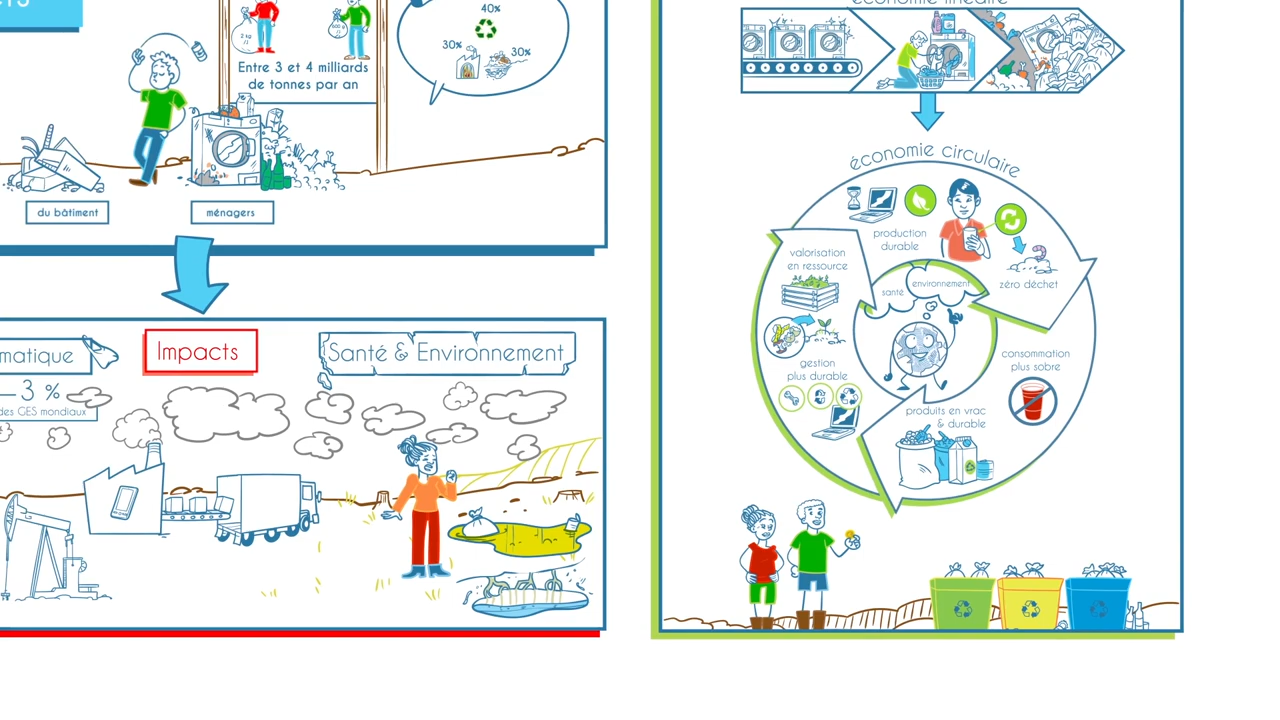 40%
30%
30%
2 kg
Entre 3 et 4 milliards
de tonnes par an
du bâtiment
ménagers
Impacts
Santé & Environnement
3 %
des GES mondiaux
économie linéaire
économie circulaire
production
durable
zéro déchet
consommation
plus sobre
produits en vrac
& durable
gestion
plus durable
valorisation
en ressource
santé
environnement